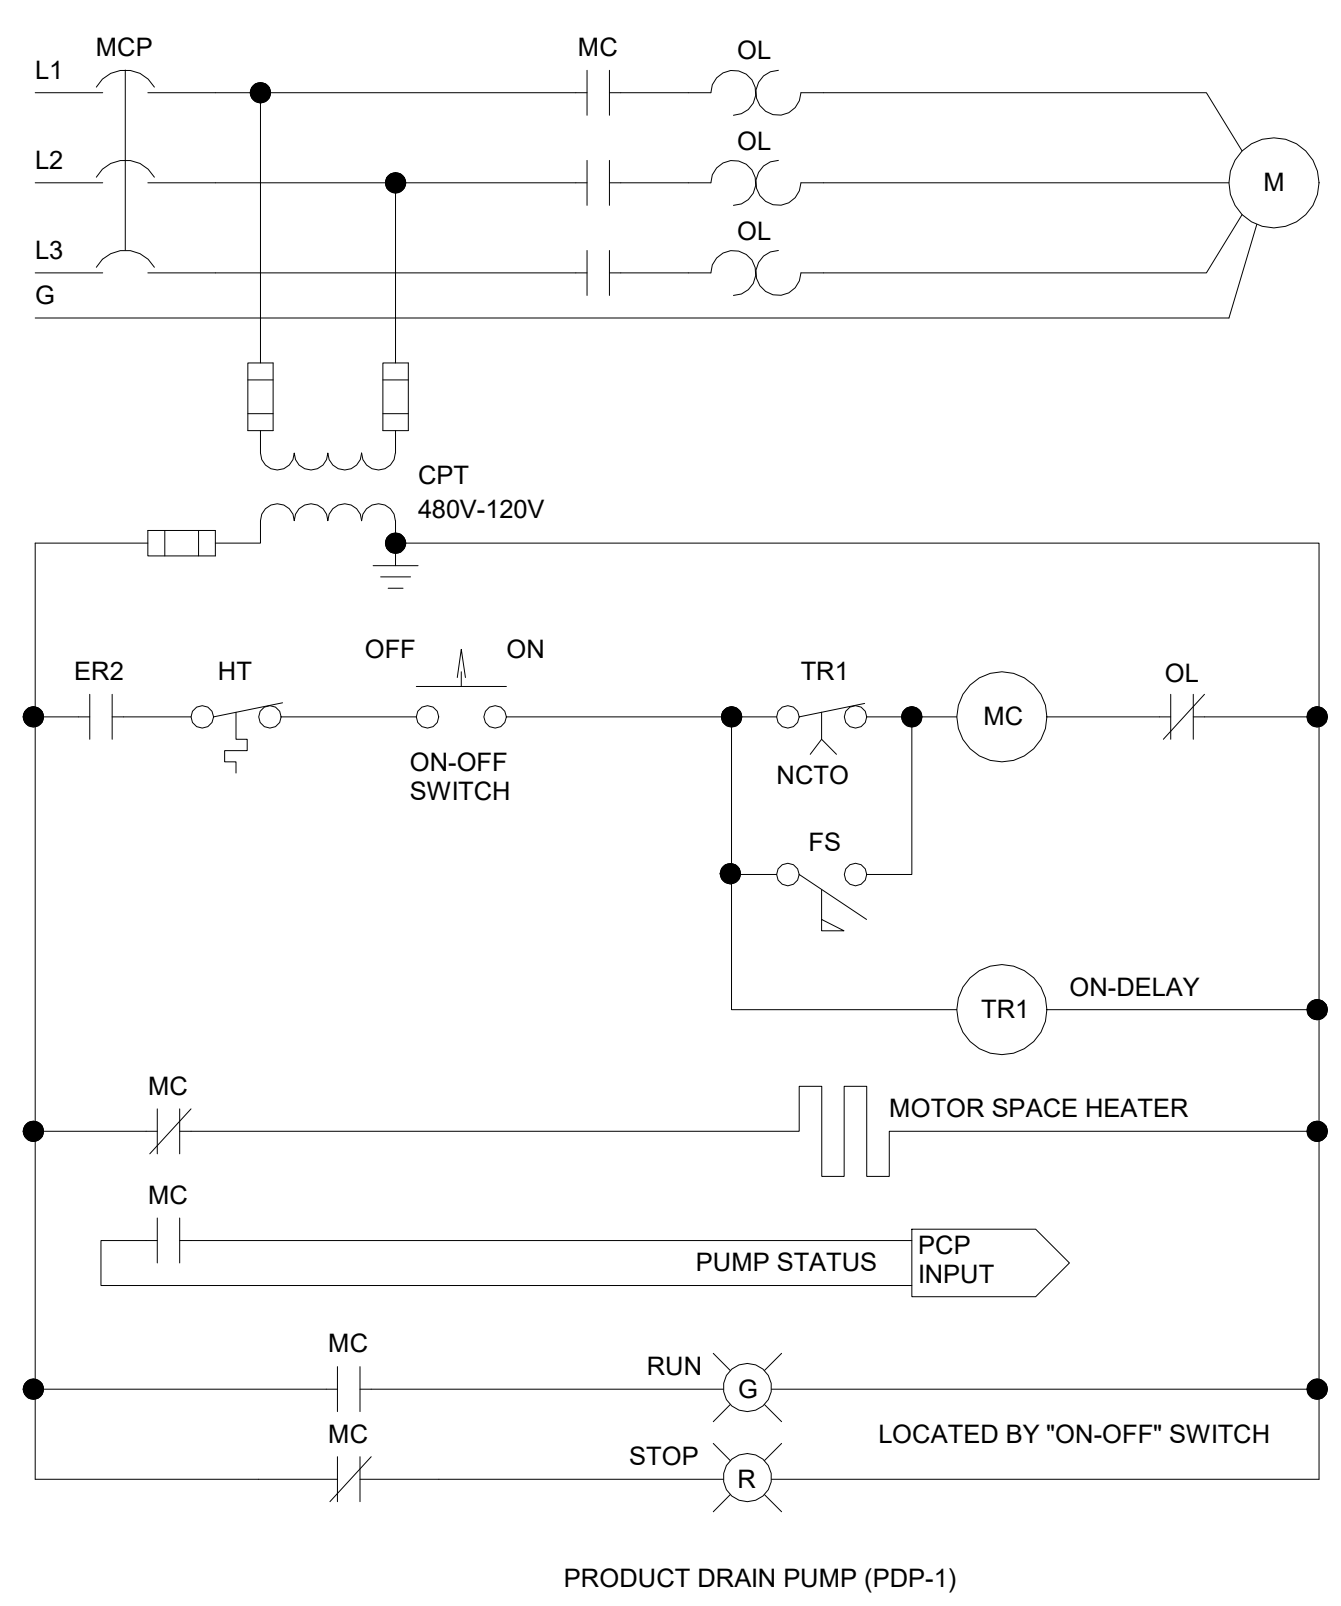 MCP
MC
OL
L1
OL
L2
M
OL
L3
G
CPT
480V-120V
OFF
ON
ER2
HT
TR1
OL
MC
ON-OFF
SWITCH
NCTO
FS
ON-DELAY
TR1
MC
MOTOR SPACE HEATER
MC
PUMP STATUS
PCP
INPUT
MC
RUN
G
MC
LOCATED BY "ON-OFF" SWITCH
STOP
R
PRODUCT DRAIN PUMP (PDP-1)